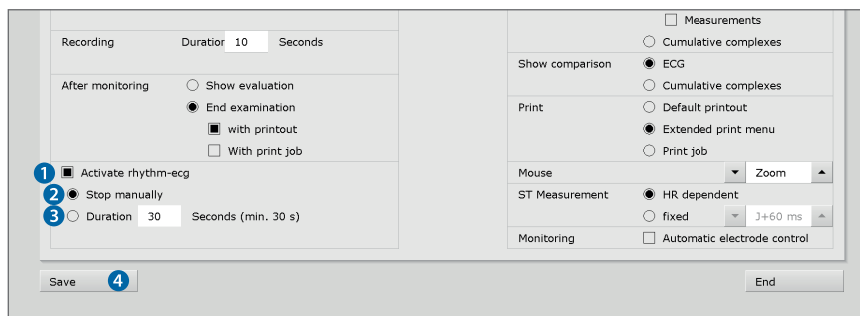 Measurements
Recording Duration 10 Seconds
Cumulative complexes
Show comparison ECG
After monitoring Show evaluation
Cumulative complexes
End examination
Print Default printout
with printout
Extended print menu
With print job
Print job
1 Activate rhythm-ecg
Mouse Zoom
2 Stop manually
ST Measurement HR dependent
3 Duration 30 Seconds (min. 30 s)
fixed J+60 ms
Monitoring Automatic electrode control
Save 4
End